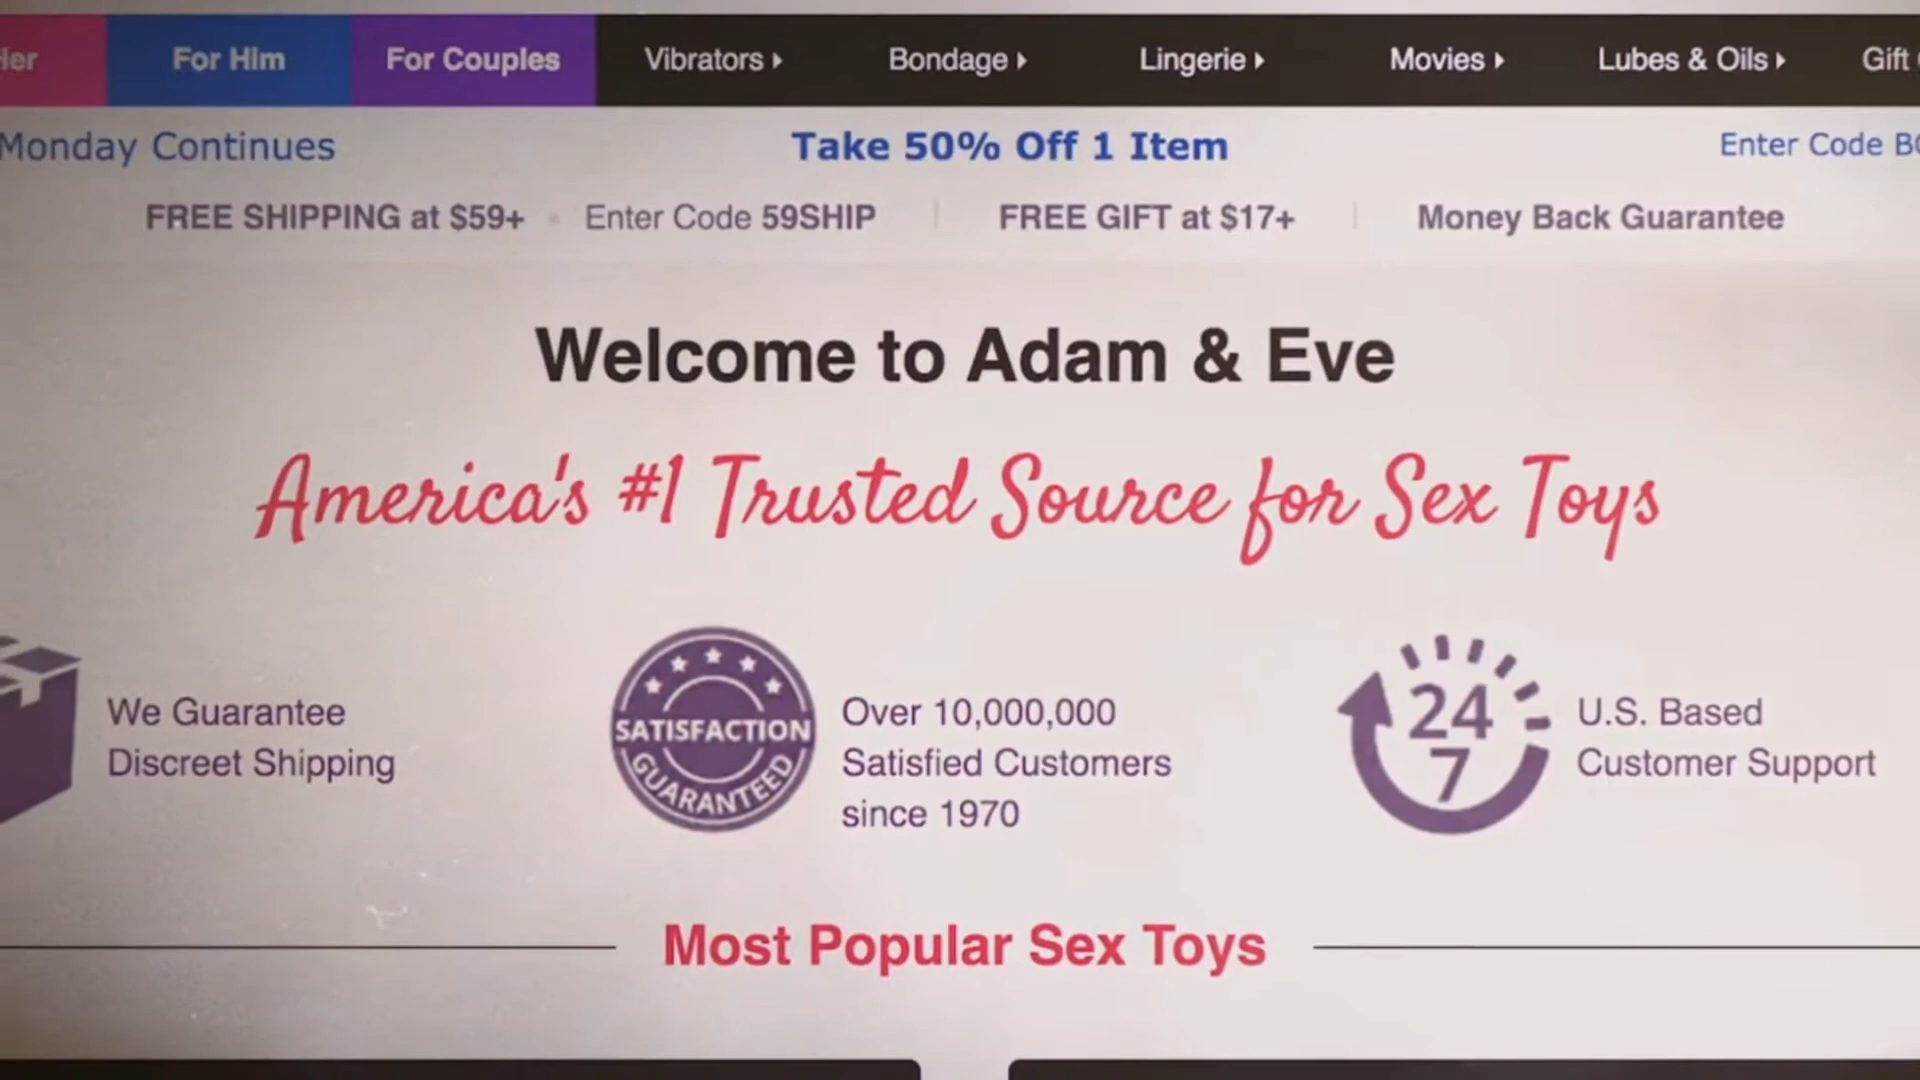 For Him
For Couples
Vibrators
Bondage
Lingerie
Movies
Lubes & Oils
Gift
Monday Continues
Take 50% Off 1 Item
Enter Code
FREE SHIPPING at $59+ • Enter Code 59SHIP
FREE GIFT at $17+
Money Back Guarantee
Welcome to Adam & Eve
America's #1 Trusted Source for Sex Toys
We Guarantee
Discreet Shipping
SATISFACTION
GUARANTEED
Over 10,000,000
Satisfied Customers
since 1970
24
7
U.S. Based
Customer Support
Most Popular Sex Toys